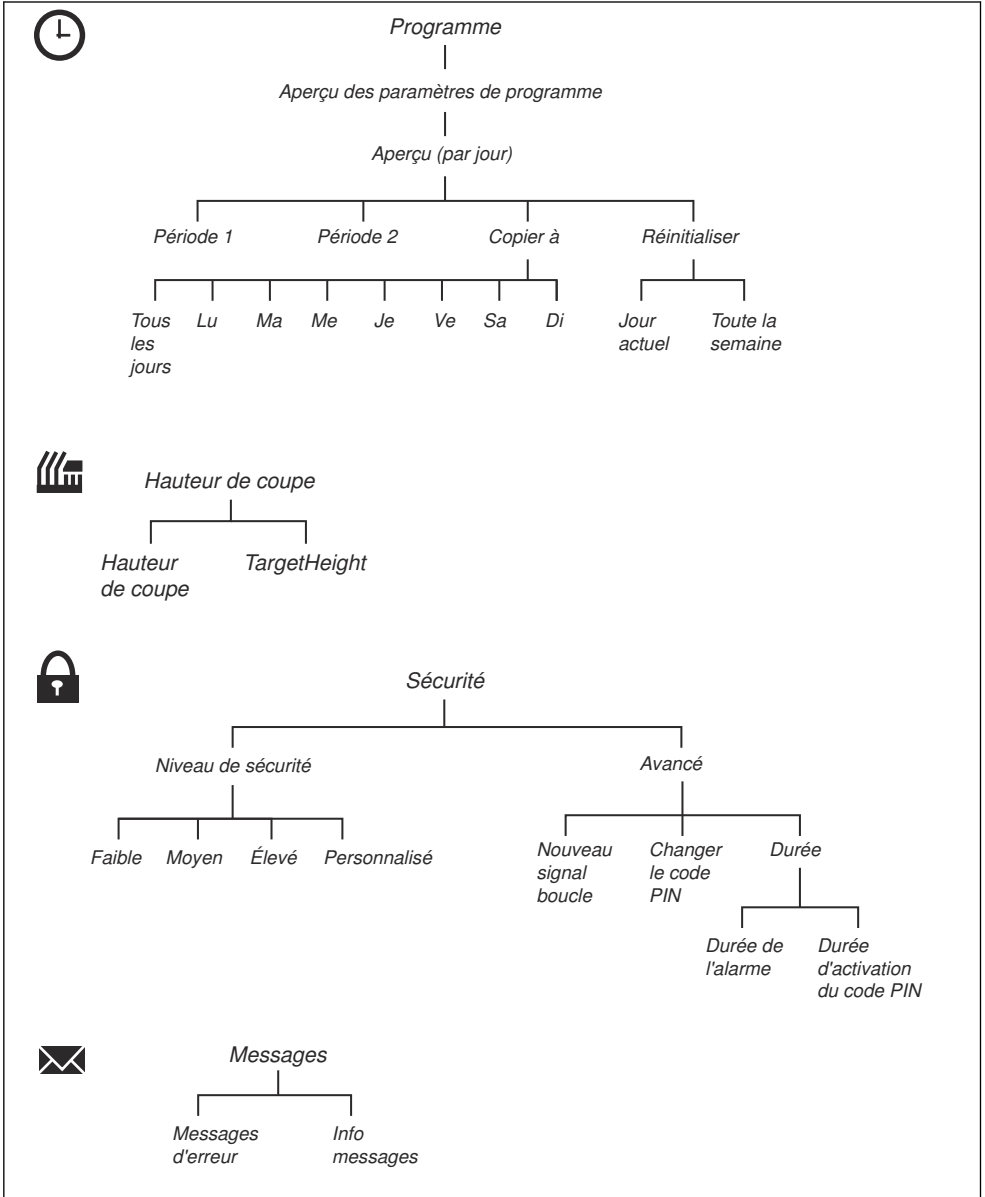 Programme
Aperçu des paramètres de programme
Aperçu (par jour)
Période 1
Période 2
Copier à
Réinitialiser
Tous
les
jours
Lu
Ma
Me
Je
Ve
Sa
Di
Jour
actuel
Toute la
semaine
Hauteur de coupe
Hauteur
de coupe
TargetHeight
Sécurité
Niveau de sécurité
Avancé
Faible
Moyen
Élevé
Personnalisé
Nouveau
signal
boucle
Changer
le code
PIN
Durée
Durée de
l'alarme
Durée
d'activation
du code PIN
Messages
Messages
d'erreur
Info
messages